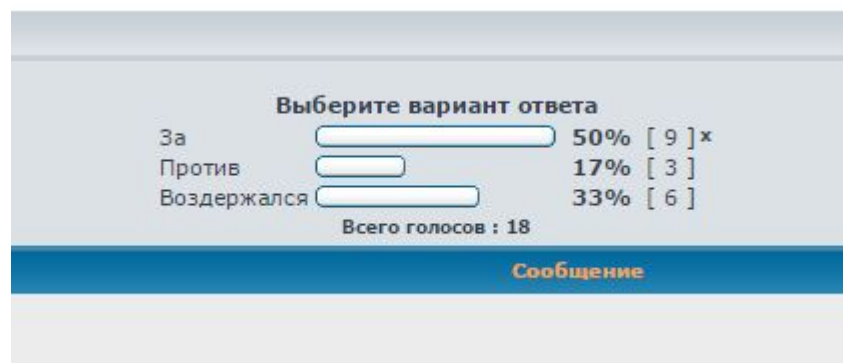 Выберите вариант ответа
За 50% [ 9 ] x
Против 17% [ 3 ]
Воздержался 33% [ 6 ]
Всего голосов : 18
Сообщение